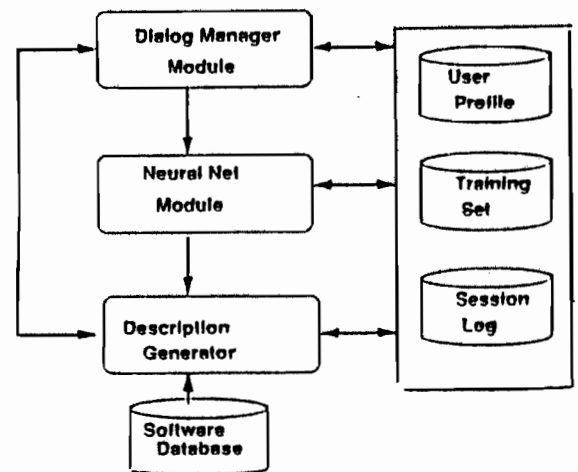 Dialog Manager
Module
Neural Net
Module
Description
Generator
Software
Database
User
Profile
Training
Set
Session
Log